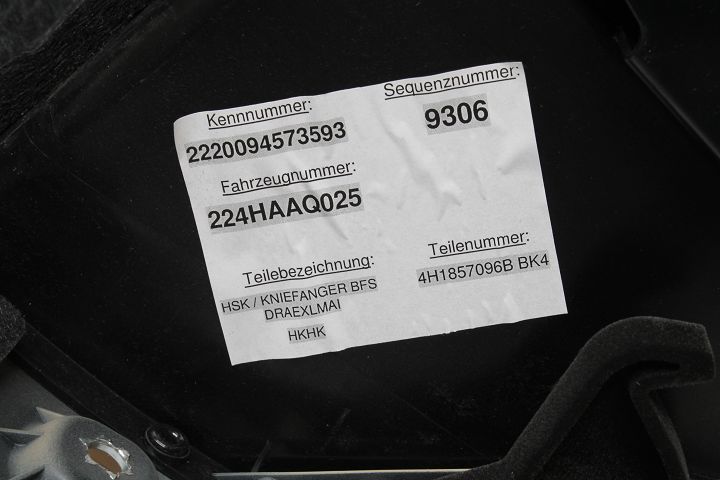 Kennnummer:
2220094573593
Sequenznummer:
9306
Fahrzeugnummer:
224HAAQ025
Teilebezeichnung:
HSK / KNIEFANGER BFS
DRAEXLMAI
HKHK
Teilenummer:
4H1857096B BK4